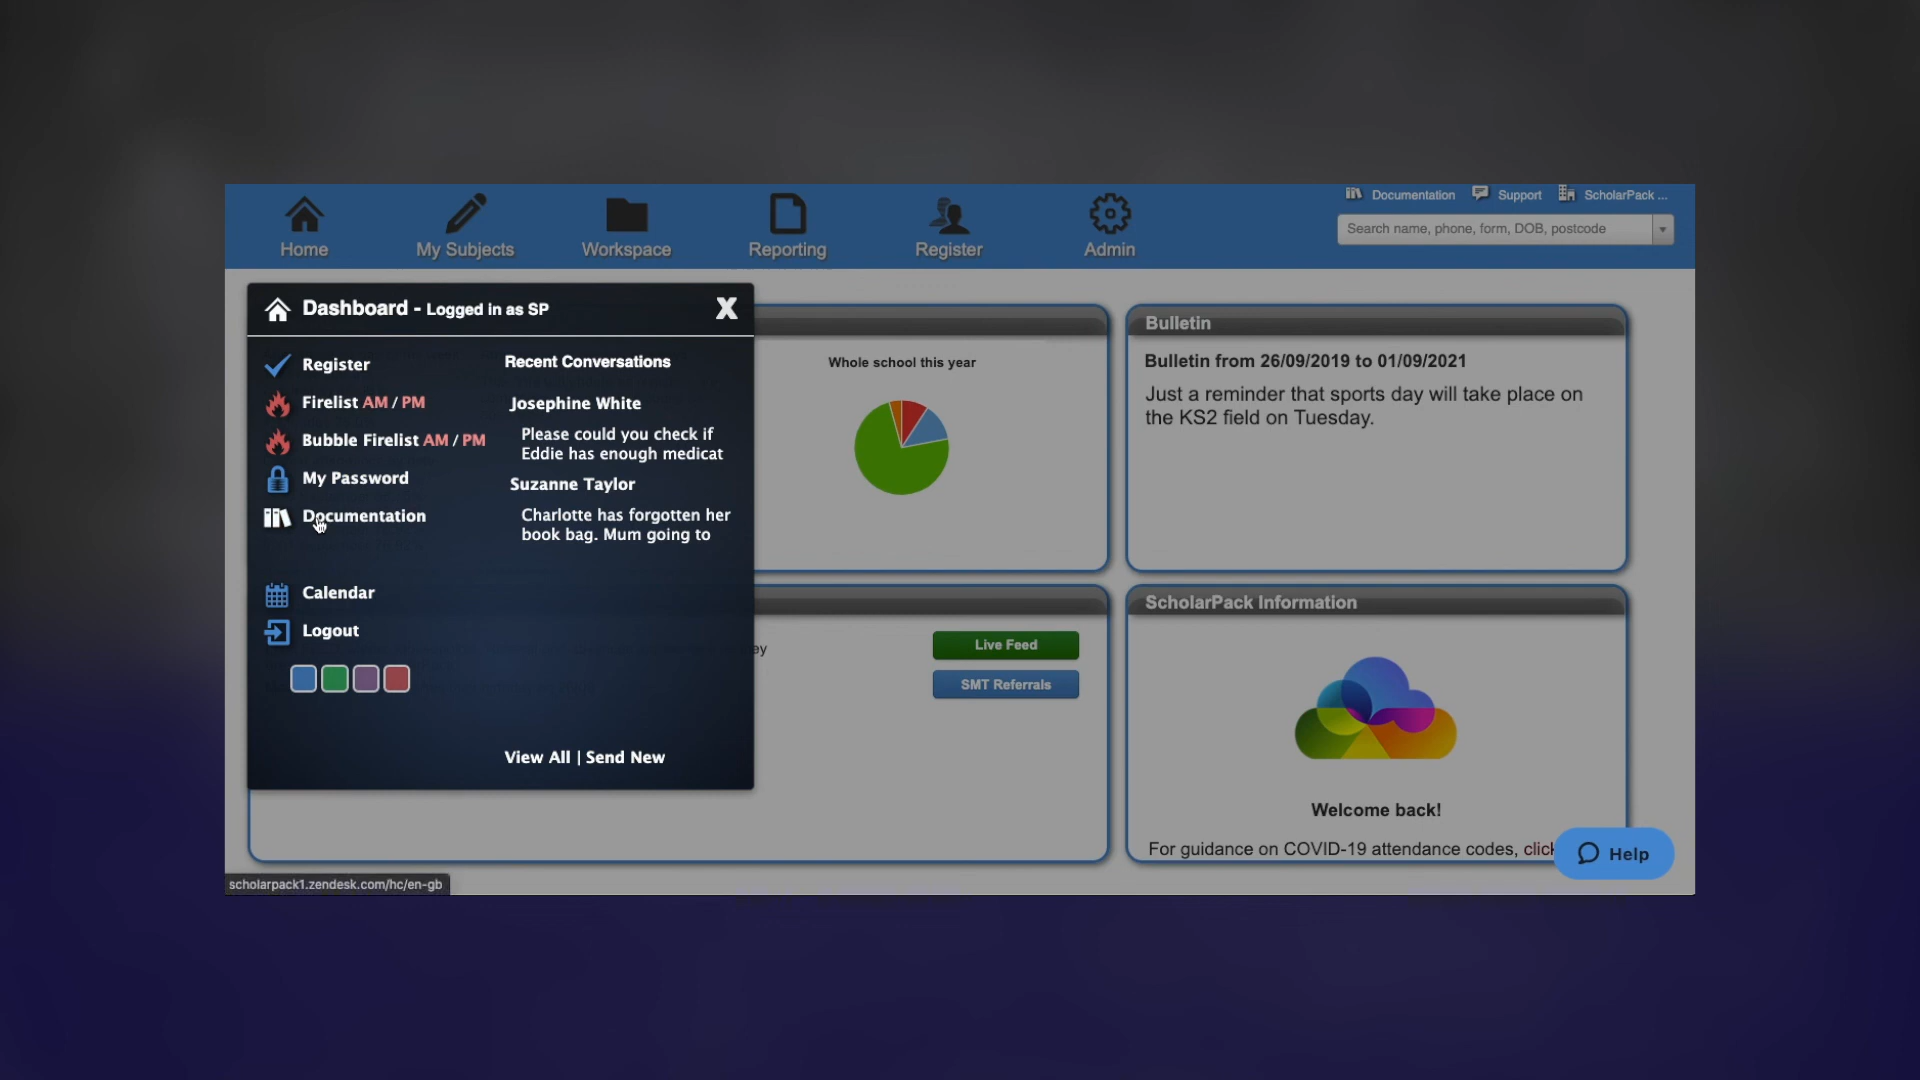 Documentation
Support
ScholarPack ...
Home
My Subjects
Workspace
Reporting
Register
Admin
Search name, phone, form, DOB, postcode
Dashboard - Logged in as SP
X
Register
Firelist AM / PM
Bubble Firelist AM / PM
My Password
Documentation
Calendar
Logout
Recent Conversations
Josephine White
Please could you check if
Eddie has enough medicat
Suzanne Taylor
Charlotte has forgotten her
book bag. Mum going to
View All | Send New
Whole school this year
Bulletin
Bulletin from 26/09/2019 to 01/09/2021
Just a reminder that sports day will take place on
the KS2 field on Tuesday.
Live Feed
SMT Referrals
ScholarPack Information
Welcome back!
For guidance on COVID-19 attendance codes, click
Help
scholarpack1.zendesk.com/hc/en-gb